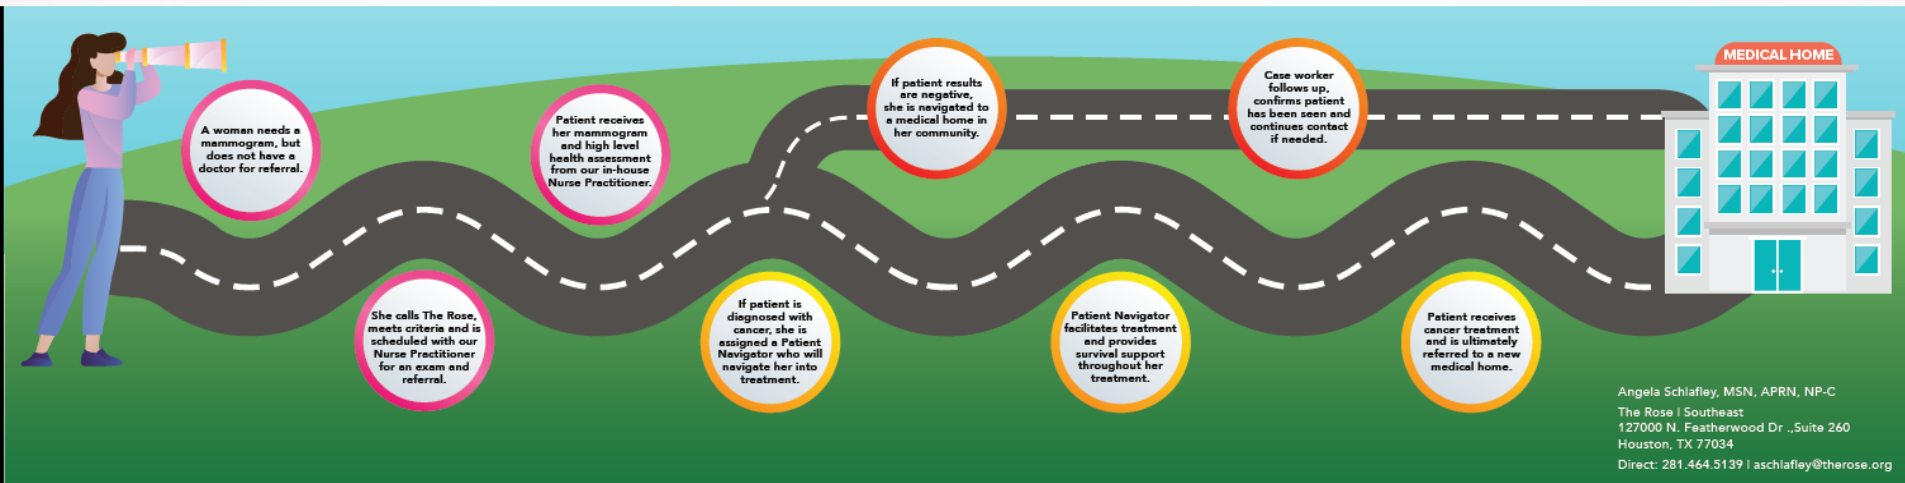 A woman needs a
mammogram, but
does not have a
doctor for referral.
She calls The Rose,
meets criteria and is
scheduled with our
Nurse Practitioner
for an exam and
referral.
Patient receives
her mammogram
and high level
health assessment
from our in-house
Nurse Practitioner.
If patient is
diagnosed with
cancer, she is
assigned a Patient
Navigator who will
navigate her into
treatment.
If patient results
are negative,
she is navigated to
a medical home in
her community.
Patient Navigator
facilitates treatment
and provides
survival support
throughout her
treatment.
Case worker
follows up,
confirms patient
has been seen and
continues contact
if needed.
Patient receives
cancer treatment
and is ultimately
referred to a new
medical home.
MEDICAL HOME
Angela Schlafley, MSN, APRN, NP-C
The Rose | Southeast
127000 N. Featherwood Dr .,Suite 260
Houston, TX 77034
Direct: 281.464.5139 | aschlafley@therose.org